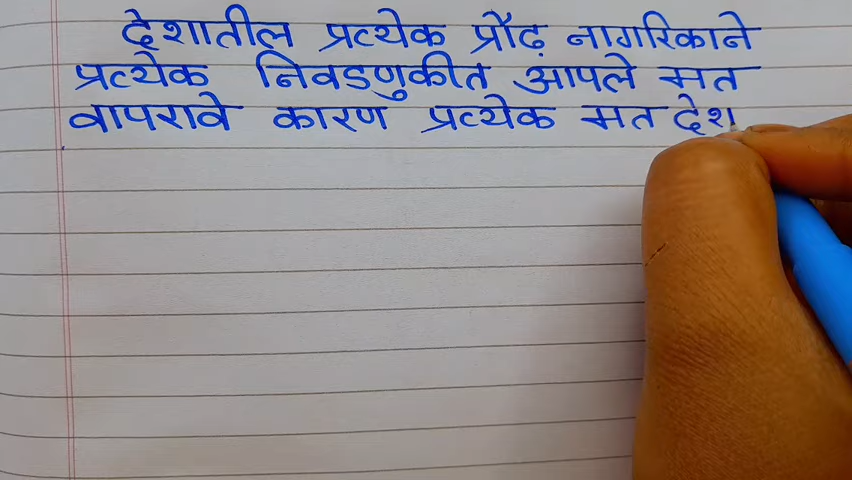 देशातील प्रत्येक प्रौढ़ नागरिकाने
प्रत्येक निवडणुकीत आपले मत
वापरावे कारण प्रत्येक मत देश